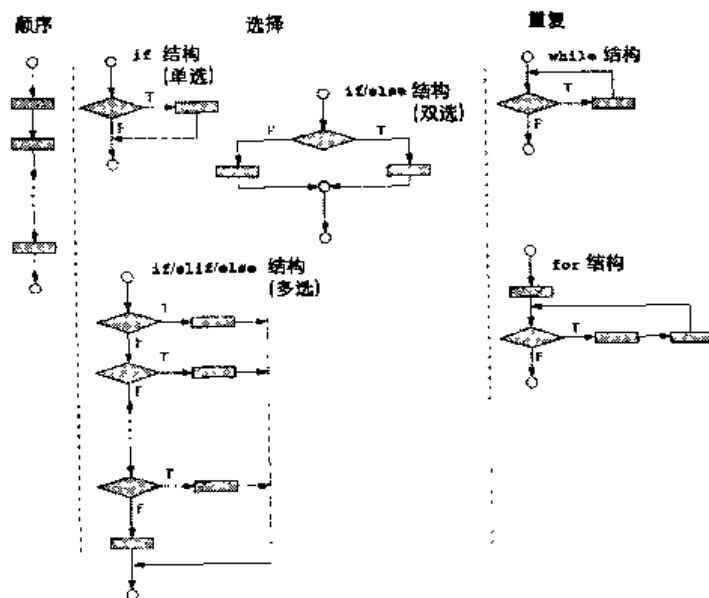 顺序
选择
重复
if 结构
(单选)
T
F
if/else 结构
(双选)
F
T
while 结构
T
F
if/elif/else 结构
(多选)
T
F
T
F
T
F
for 结构
T
F